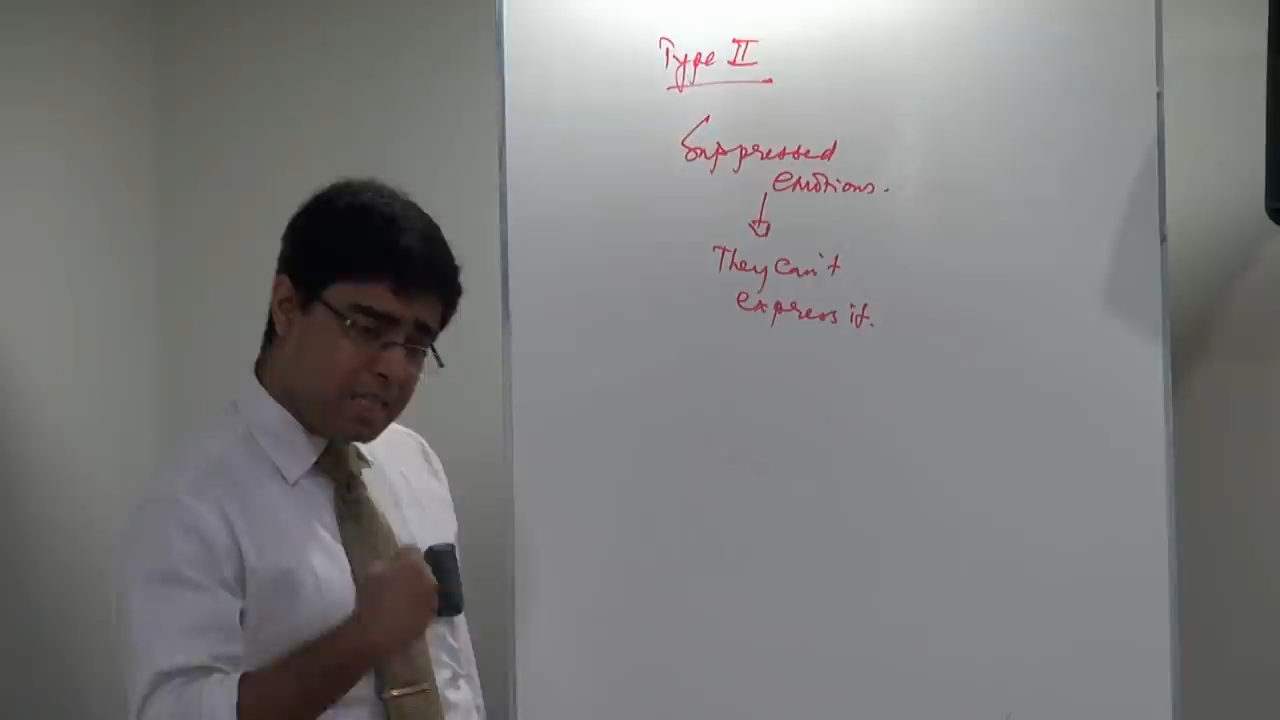 Type II
Suppressed
emotions.
They can't
express it.